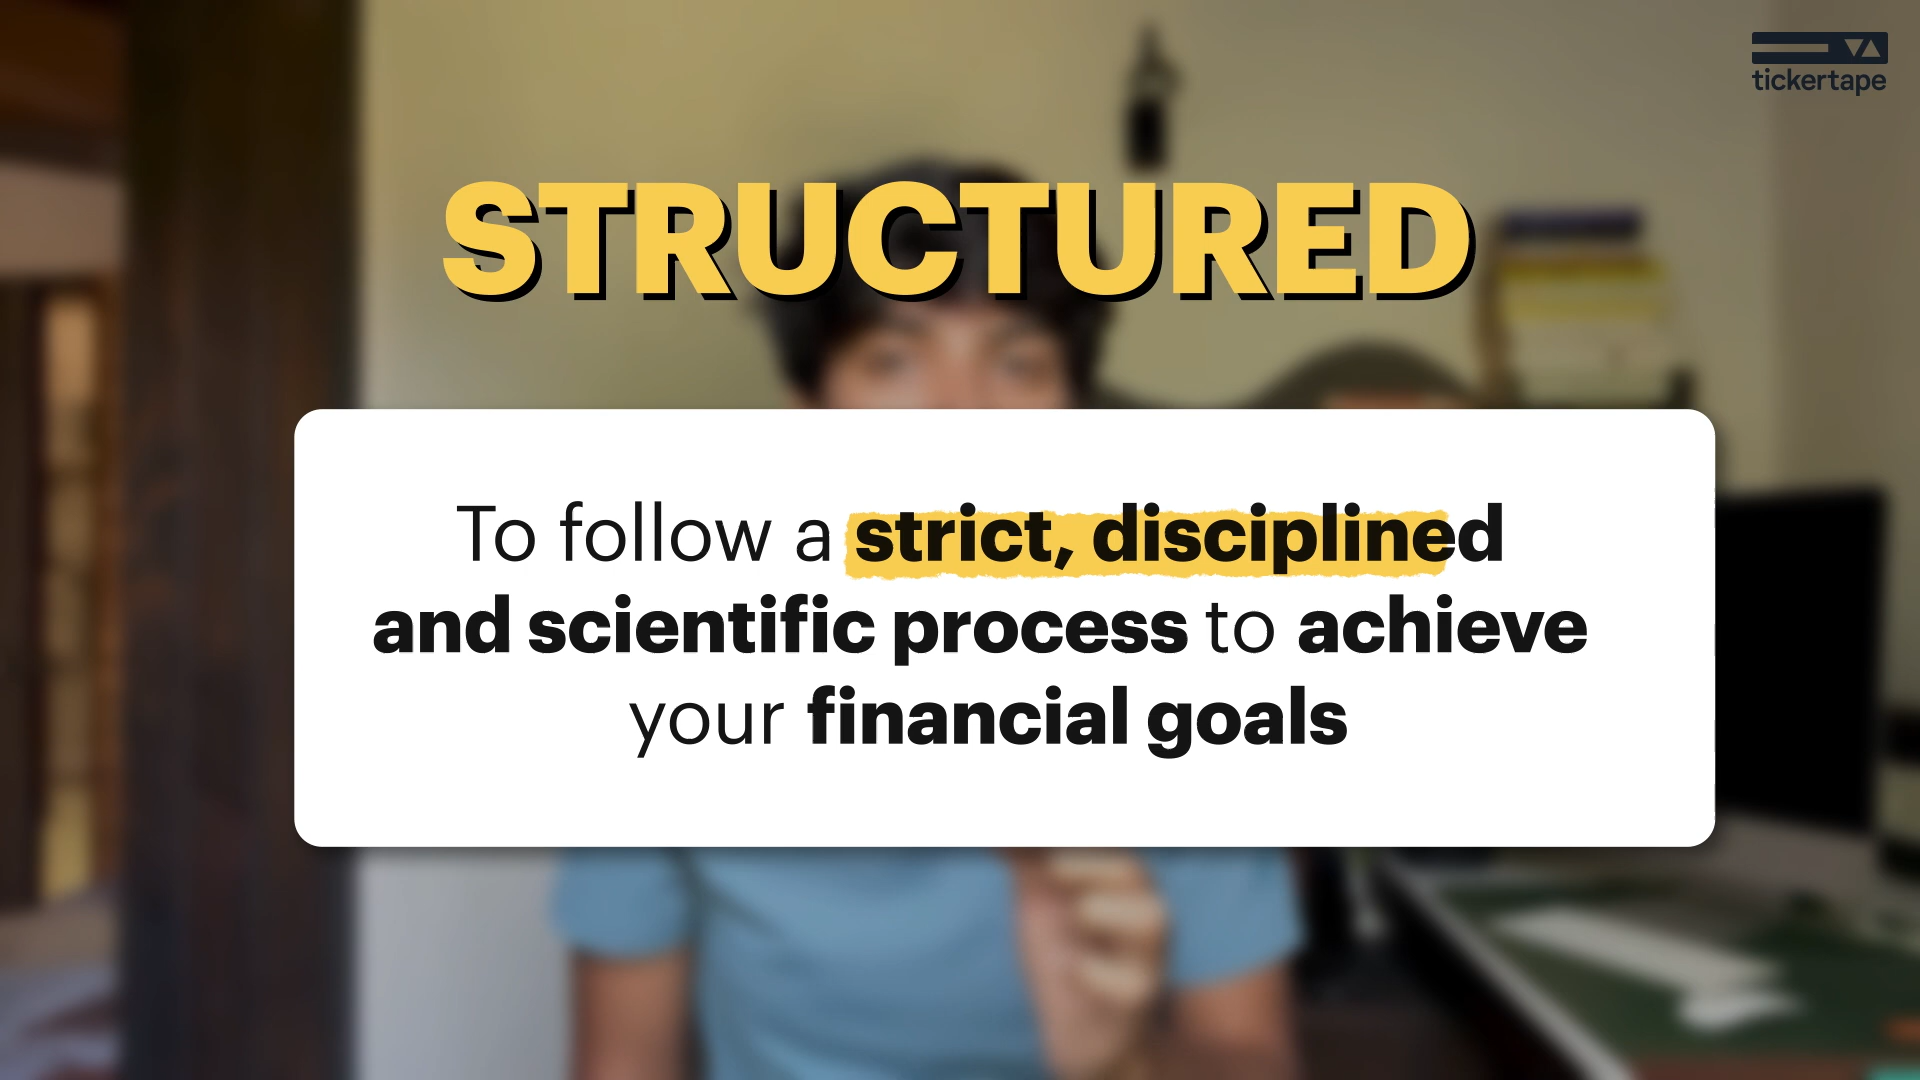 tickertape
STRUCTURED
To follow a strict, disciplined
and scientific process to achieve
your financial goals